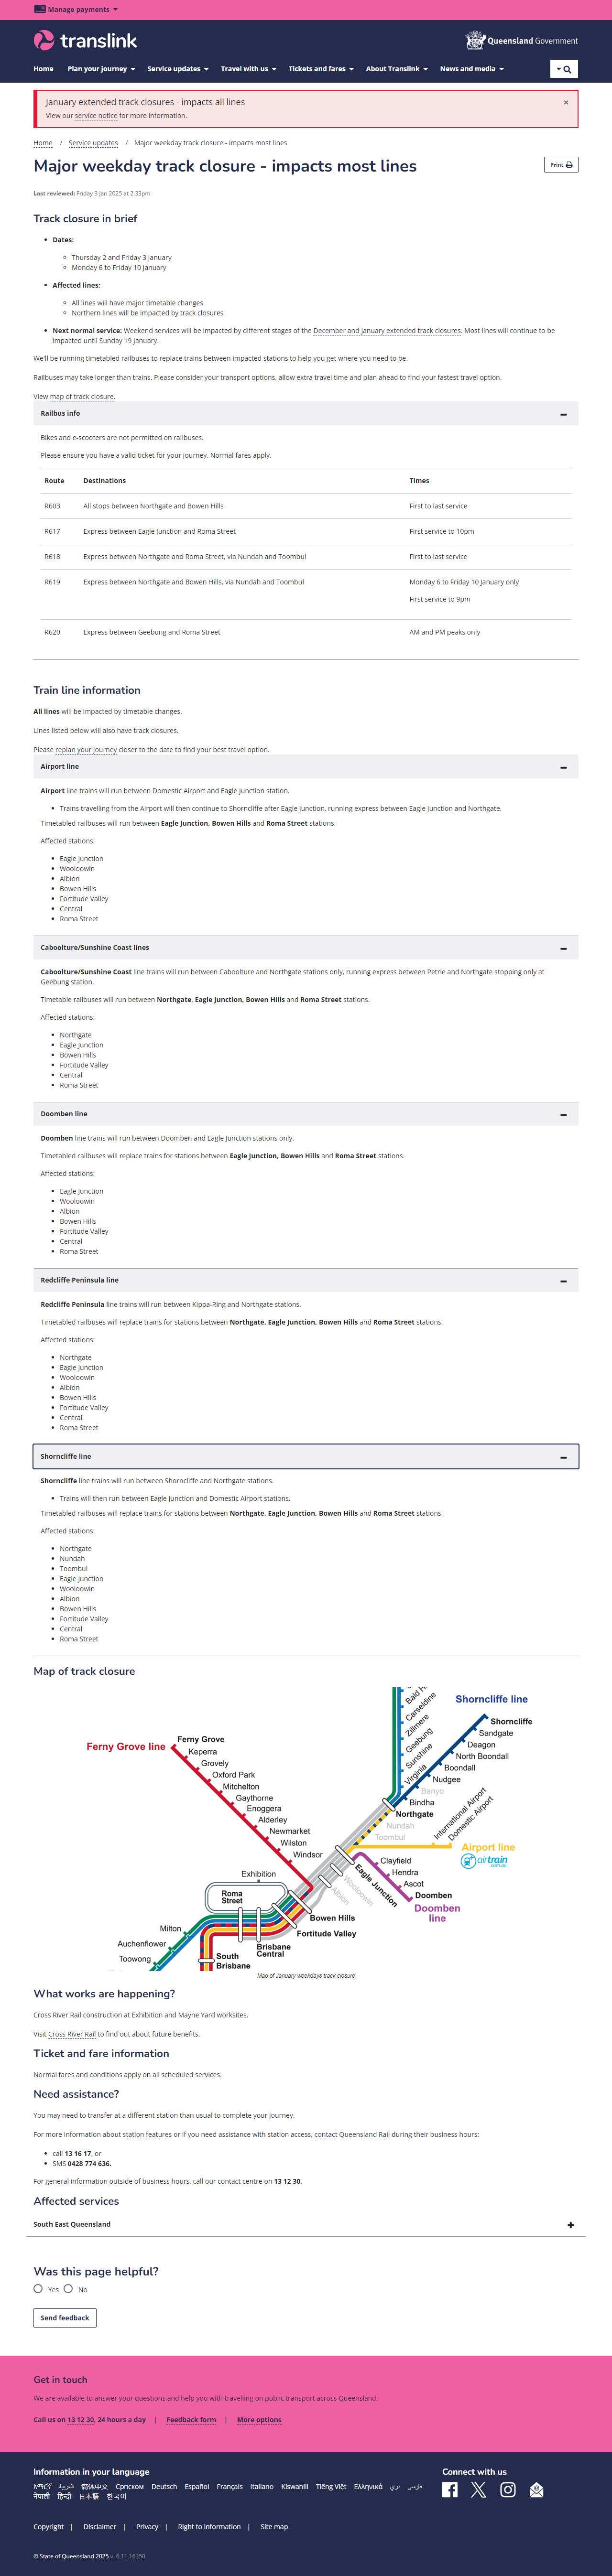 Manage payments
translink
Queensland Government
Home Plan your journey Service updates Travel with us Tickets and fares About Translink News and media
January extended track closures - impacts all lines
×
View our service notice for more information.
Home / Service updates / Major weekday track closure - impacts most lines
Major weekday track closure - impacts most lines
Print
Last reviewed: Friday 3 Jan 2025 at 2.33pm
Track closure in brief
Dates:
Thursday 2 and Friday 3 January
Monday 6 to Friday 10 January
Affected lines:
All lines will have major timetable changes
Northern lines will be impacted by track closures
Next normal service: Weekend services will be impacted by different stages of the December and January extended track closures. Most lines will continue to be
impacted until Sunday 19 January.
We'll be running timetabled railbuses to replace trains between impacted stations to help you get where you need to be.
Railbuses may take longer than trains. Please consider your transport options, allow extra travel time and plan ahead to find your fastest travel option.
View map of track closure.
Railbus info
Bikes and e-scooters are not permitted on railbuses.
Please ensure you have a valid ticket for your journey. Normal fares apply.
Route Destinations Times
R603 All stops between Northgate and Bowen Hills First to last service
R617 Express between Eagle Junction and Roma Street First service to 10pm
R618 Express between Northgate and Roma Street, via Nundah and Toombul First to last service
R619 Express between Northgate and Bowen Hills, via Nundah and Toombul Monday 6 to Friday 10 January only
First service to 9pm
R620 Express between Geebung and Roma Street AM and PM peaks only
Train line information
All lines will be impacted by timetable changes.
Lines listed below will also have track closures.
Please replan your journey closer to the date to find your best travel option.
Airport line
Airport line trains will run between Domestic Airport and Eagle Junction station.
Trains travelling from the Airport will then continue to Shorncliffe after Eagle Junction, running express between Eagle Junction and Northgate.
Timetabled railbuses will run between Eagle Junction, Bowen Hills and Roma Street stations.
Affected stations:
Eagle Junction
Wooloowin
Albion
Bowen Hills
Fortitude Valley
Central
Roma Street
Caboolture/Sunshine Coast lines
Caboolture/Sunshine Coast line trains will run between Caboolture and Northgate stations only, running express between Petrie and Northgate stopping only at
Geebung station.
Timetable railbuses will run between Northgate, Eagle Junction, Bowen Hills and Roma Street stations.
Affected stations:
Northgate
Eagle Junction
Bowen Hills
Fortitude Valley
Central
Roma Street
Doomben line
Doomben line trains will run between Doomben and Eagle Junction stations only.
Timetabled railbuses will replace trains for stations between Eagle Junction, Bowen Hills and Roma Street stations.
Affected stations:
Eagle Junction
Wooloowin
Albion
Bowen Hills
Fortitude Valley
Central
Roma Street
Redcliffe Peninsula line
Redcliffe Peninsula line trains will run between Kippa-Ring and Northgate stations.
Timetabled railbuses will replace trains for stations between Northgate, Eagle Junction, Bowen Hills and Roma Street stations.
Affected stations:
Northgate
Eagle Junction
Wooloowin
Albion
Bowen Hills
Fortitude Valley
Central
Roma Street
Shorncliffe line
Shorncliffe line trains will run between Shorncliffe and Northgate stations.
Trains will then run between Eagle Junction and Domestic Airport stations.
Timetabled railbuses will replace trains for stations between Northgate, Eagle Junction, Bowen Hills and Roma Street stations.
Affected stations:
Northgate
Nundah
Toombul
Eagle Junction
Wooloowin
Albion
Bowen Hills
Fortitude Valley
Central
Roma Street
Map of track closure
Bald
Carseldine
Zillmere
Geebung
Sunshine
Virginia
Shorncliffe line
Shorncliffe
Sandgate
Deagon
North Boondall
Boondall
Nudgee
Banyo
Bindha
Northgate
Nundah
Toombul
International Airport
Domestic Airport
Airport line
airtrain
.com.au
Ferny Grove line
Ferny Grove
Keperra
Grovely
Oxford Park
Mitchelton
Gaythorne
Enoggera
Alderley
Newmarket
Wilston
Windsor
Clayfield
Hendra
Ascot
Doomben
Doomben
line
Eagle Junction
Wooloowin
Albion
Exhibition
Roma
Street
Bowen Hills
Fortitude Valley
Brisbane
Central
South
Brisbane
Milton
Auchenflower
Toowong
Map of January weekdays track closure
What works are happening?
Cross River Rail construction at Exhibition and Mayne Yard worksites.
Visit Cross River Rail to find out about future benefits.
Ticket and fare information
Normal fares and conditions apply on all scheduled services.
Need assistance?
You may need to transfer at a different station than usual to complete your journey.
For more information about station features or if you need assistance with station access, contact Queensland Rail during their business hours:
call 13 16 17, or
SMS 0428 774 636.
For general information outside of business hours, call our contact centre on 13 12 30.
Affected services
South East Queensland
Was this page helpful?
Yes No
Send feedback
Get in touch
We are available to answer your questions and help you with travelling on public transport across Queensland.
Call us on 13 12 30, 24 hours a day | Feedback form | More options
Information in your language
Connect with us
አማርኛ العربية 简体中文 Српском Deutsch Español Français Italiano Kiswahili Tiếng Việt Ελληνικά دری فارسی
नेपाली हिन्दी 日本語 한국어
Copyright | Disclaimer | Privacy | Right to information | Site map
© State of Queensland 2025 v. 6.11.16350